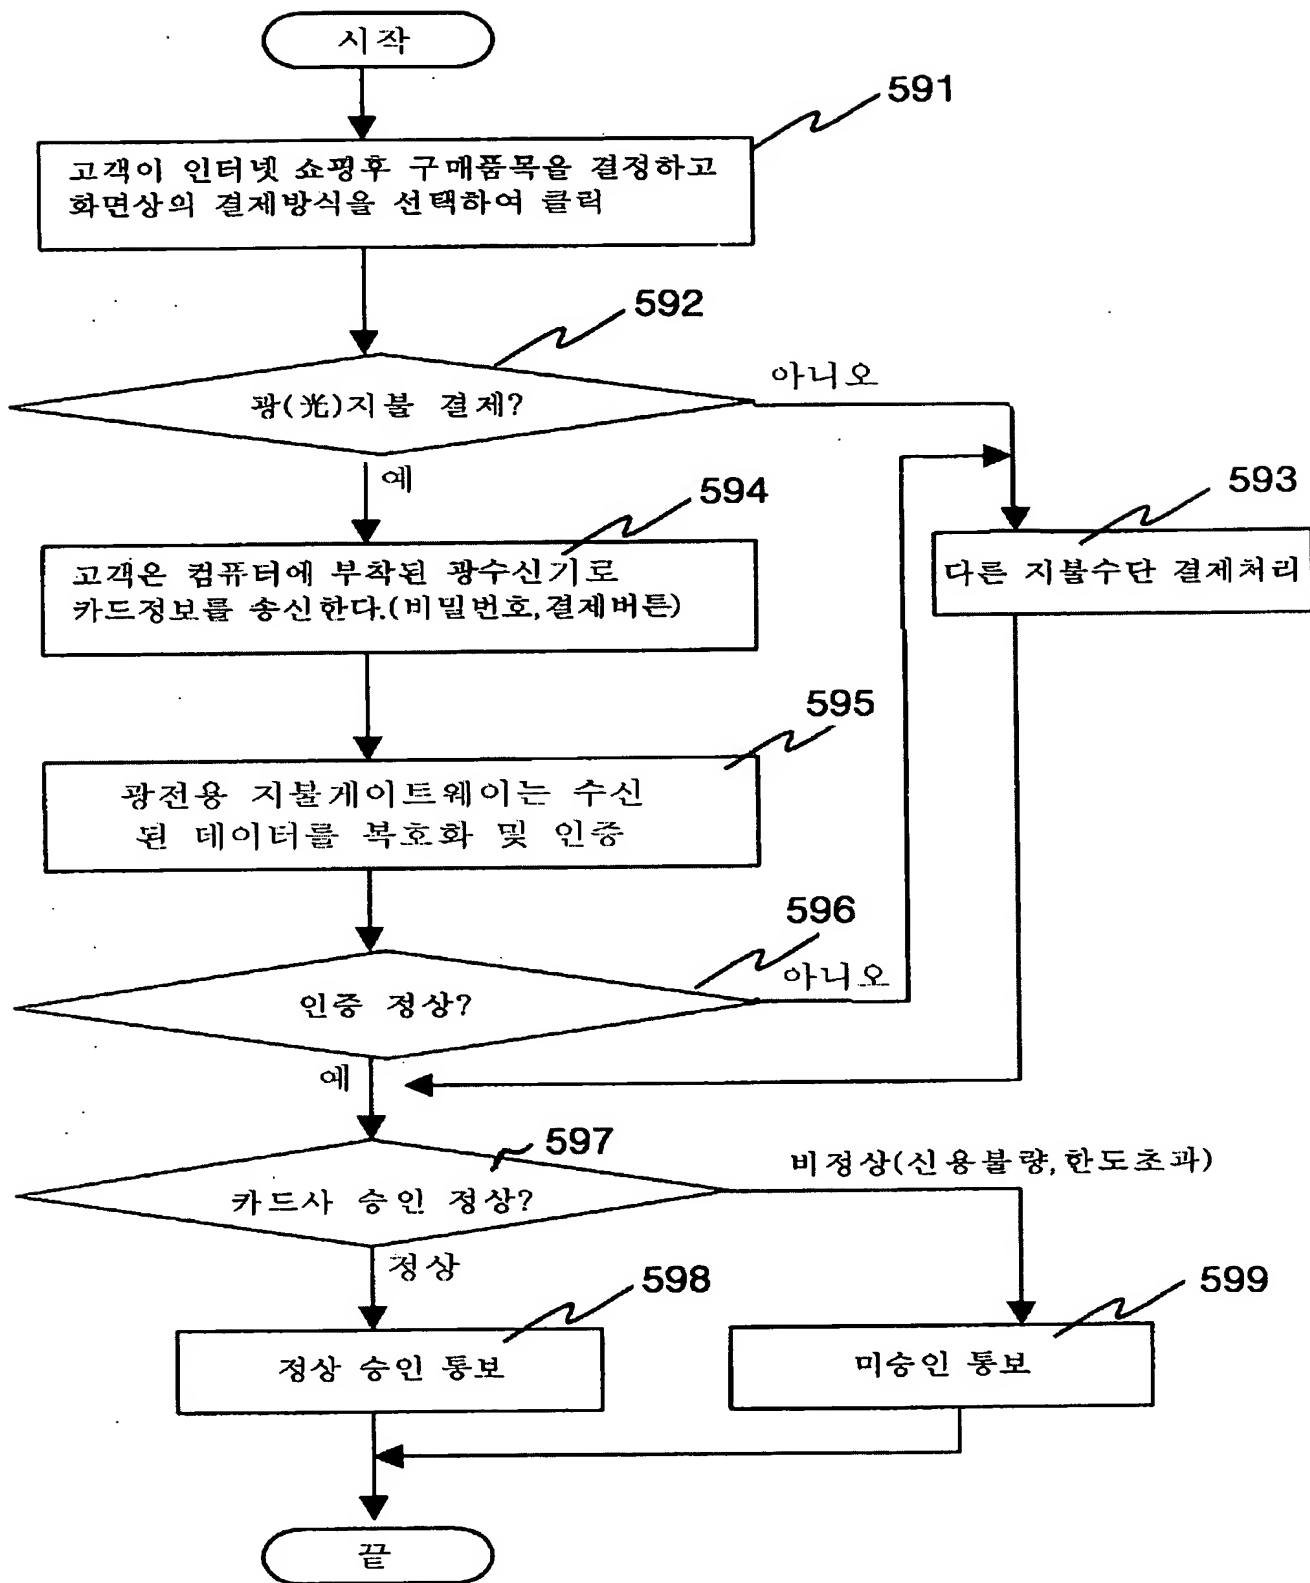 시작
591
고객이 인터넷 쇼핑후 구매품목을 결정하고
화면상의 결제방식을 선택하여 클릭
592
광(光)지불 결제?
아니오
예
594
593
고객은 컴퓨터에 부착된 광수신기로
카드정보를 송신한다.(비밀번호,결제버튼)
다른 지불수단 결제처리
595
광전용 지불게이트웨이는 수신
된 데이터를 복호화 및 인증
596
인증 정상?
아니오
예
597
카드사 승인 정상?
비정상(신용불량,한도초과)
정상
598
599
정상 승인 통보
미승인 통보
끝